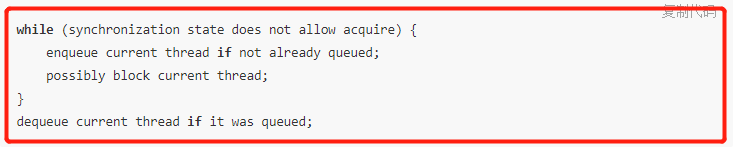 复制代码
while (synchronization state does not allow acquire) {
    enqueue current thread if not already queued;
    possibly block current thread;
}
dequeue current thread if it was queued;